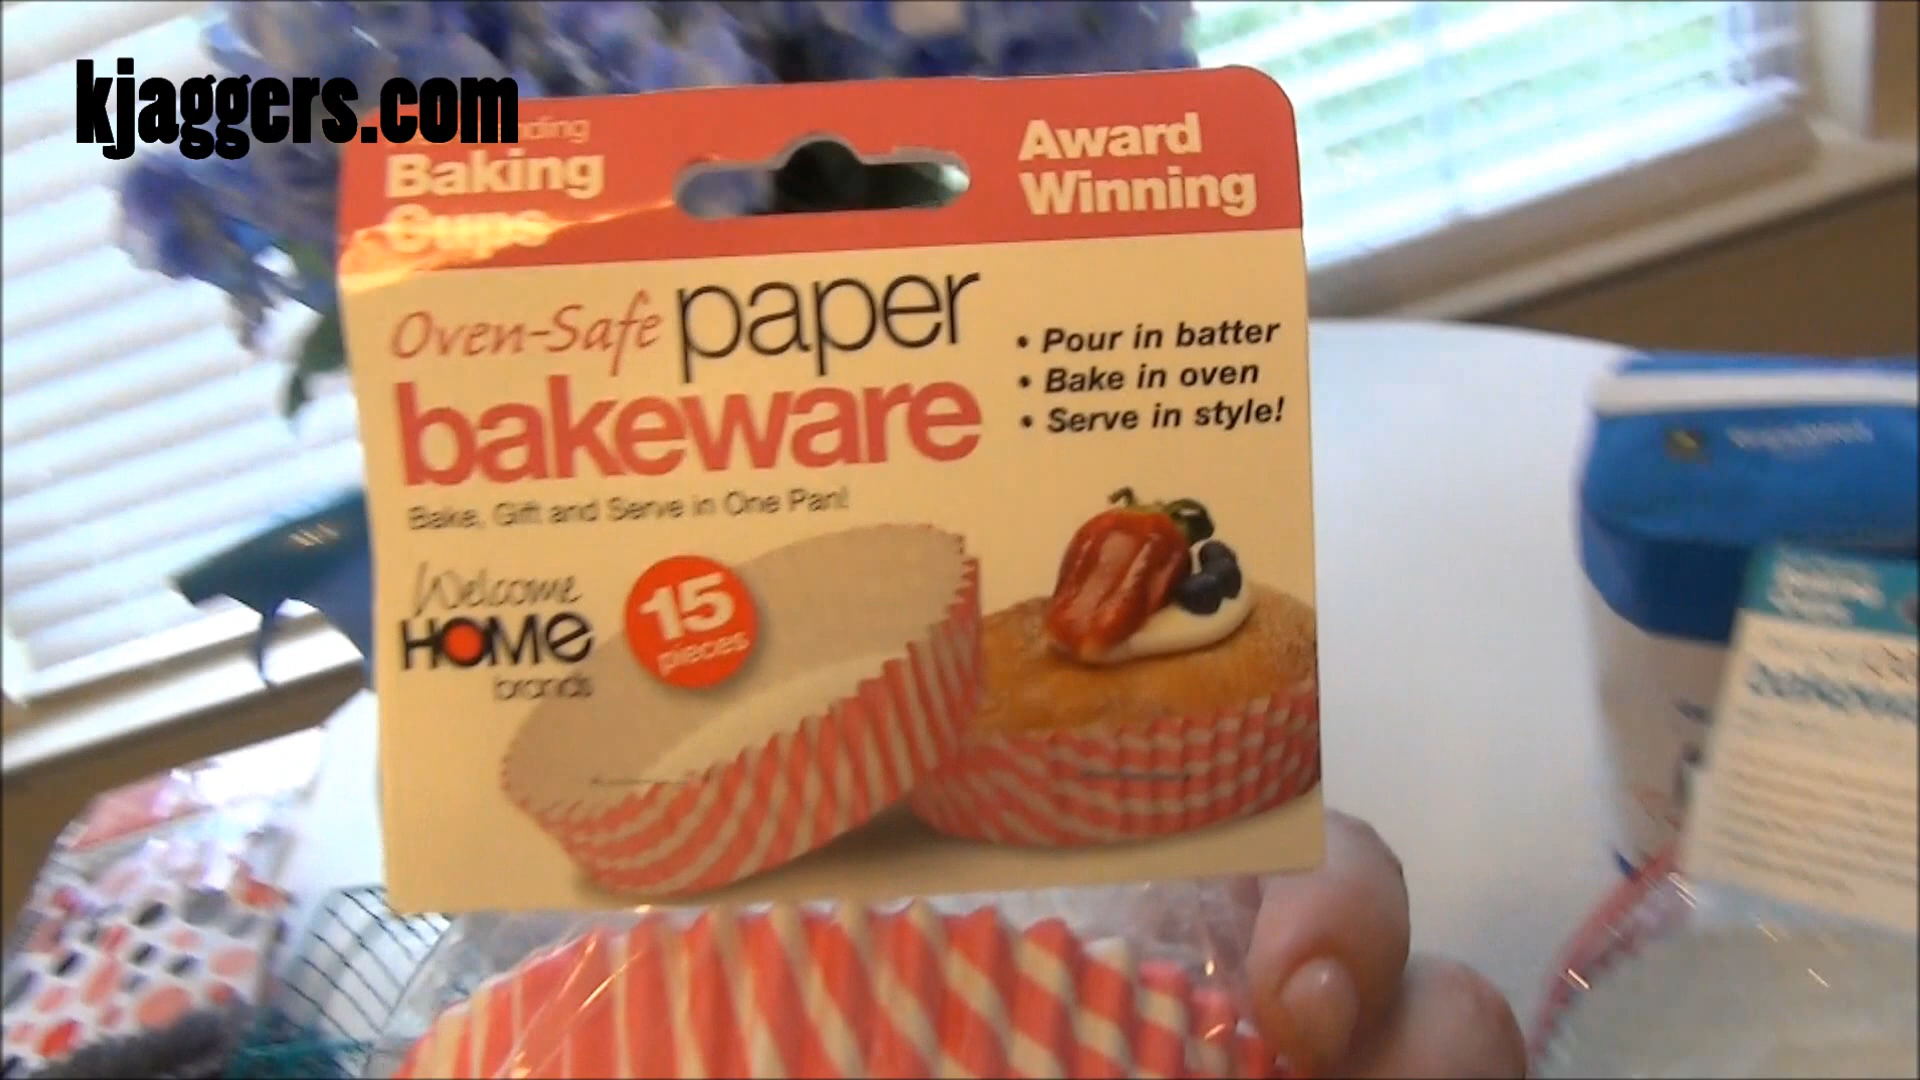 kjaggers.com
Baking
Cups
Award
Winning
Oven-Safe paper
bakeware
Bake, Gift and Serve in One Pan!
• Pour in batter
• Bake in oven
• Serve in style!
Welcome
HOME
brands
15
pieces